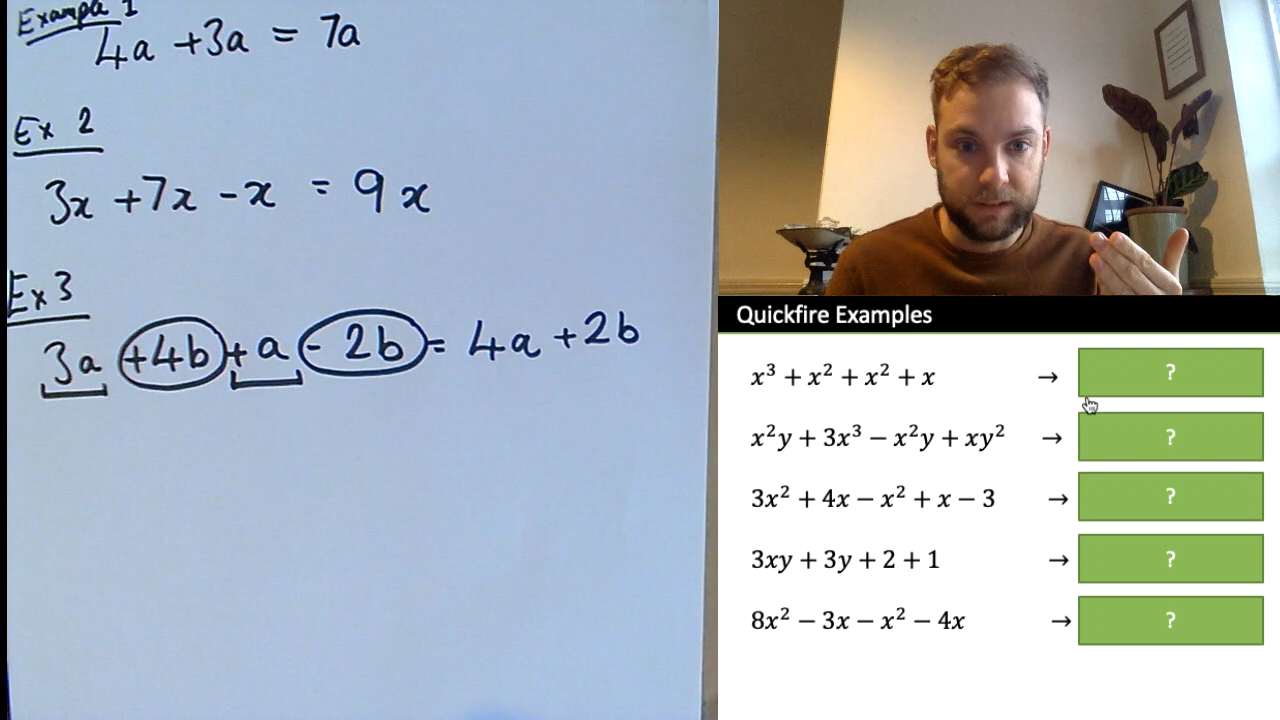 Exampl 1
4a +3a = 7a
Ex 2
3x +7x -x = 9x
Ex 3
3a +4b +a - 2b = 4a +2b
Quickfire Examples
x³ + x² + x² + x → ?
x²y + 3x³ − x²y + xy² → ?
3x² + 4x − x² + x − 3 → ?
3xy + 3y + 2 + 1 → ?
8x² − 3x − x² − 4x → ?